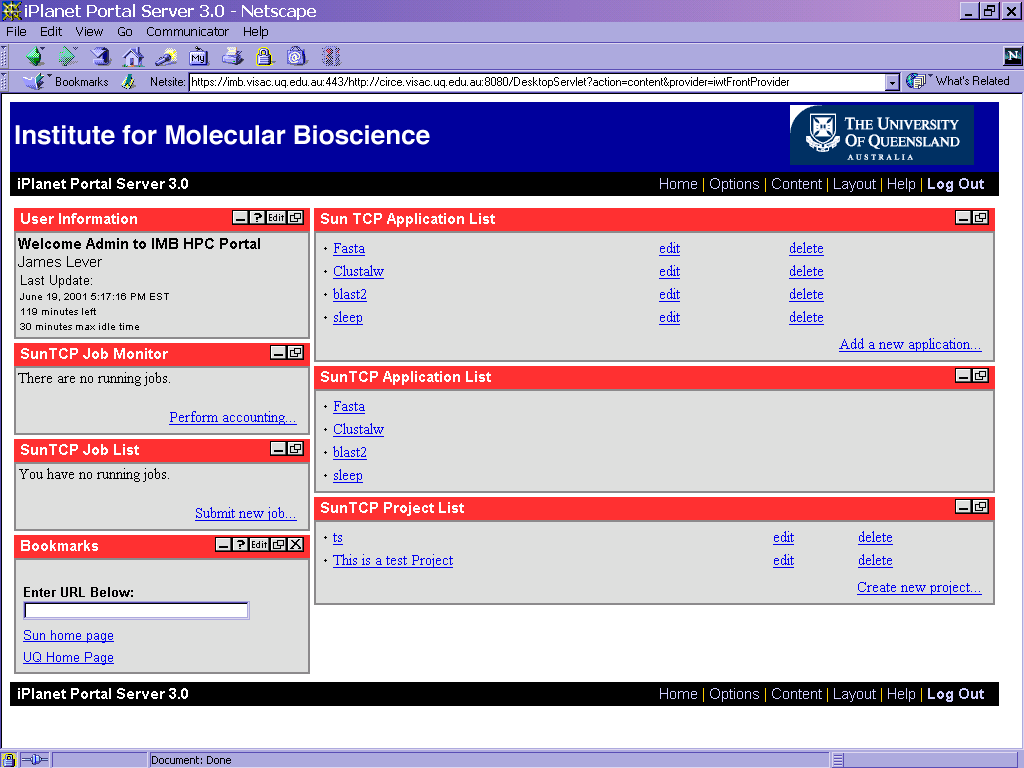 iPlanet Portal Server 3.0 - Netscape
File Edit View Go Communicator Help
My
N
Bookmarks Netsite: https://imb.visac.uq.edu.au:443/http://circe.visac.uq.edu.au:8080/DesktopServlet?action=content&provider=iwtFrontProvider What's Related
Institute for Molecular Bioscience
THE UNIVERSITY
OF QUEENSLAND
AUSTRALIA
iPlanet Portal Server 3.0 Home | Options | Content | Layout | Help | Log Out
User Information ? Edit
Welcome Admin to IMB HPC Portal
James Lever
Last Update:
June 19, 2001 5:17:16 PM EST
119 minutes left
30 minutes max idle time
SunTCP Job Monitor
There are no running jobs.
Perform accounting...
SunTCP Job List
You have no running jobs.
Submit new job...
Bookmarks ? Edit
Enter URL Below:
Sun home page
UQ Home Page
Sun TCP Application List
· Fasta edit delete
· Clustalw edit delete
· blast2 edit delete
· sleep edit delete
Add a new application...
SunTCP Application List
· Fasta
· Clustalw
· blast2
· sleep
SunTCP Project List
· ts edit delete
· This is a test Project edit delete
Create new project...
iPlanet Portal Server 3.0 Home | Options | Content | Layout | Help | Log Out
Document: Done